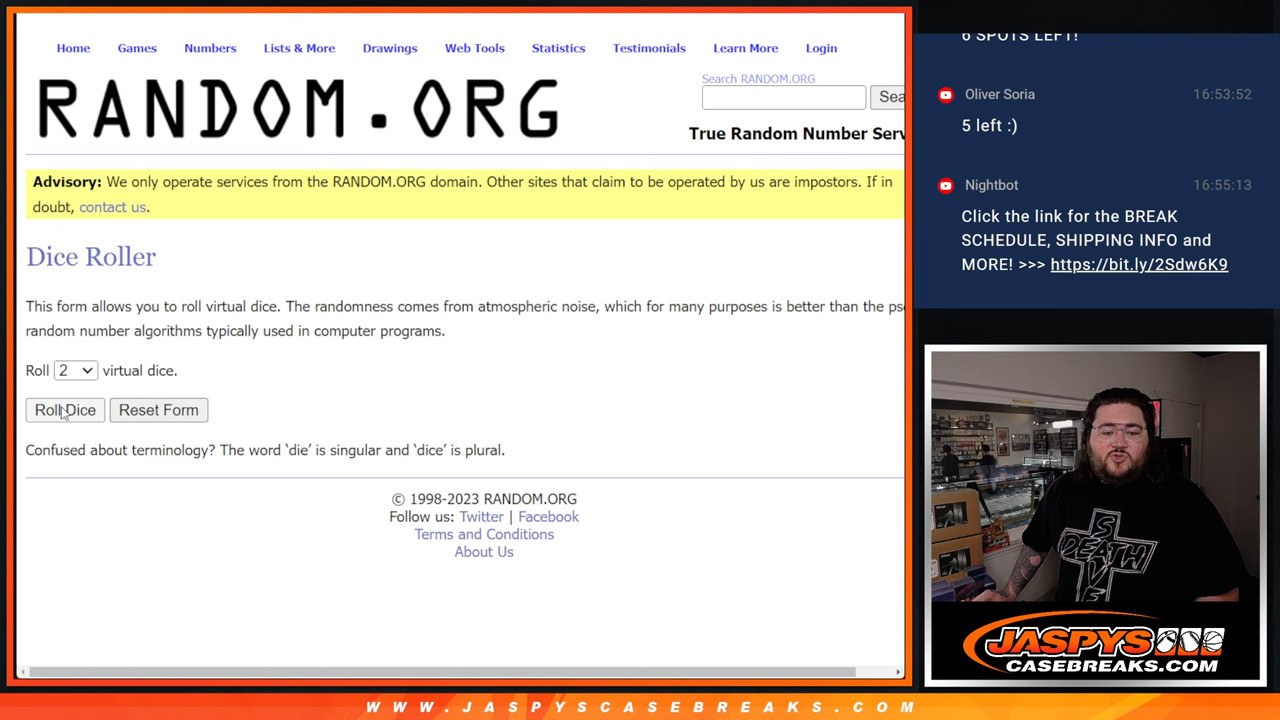 Home Games Numbers Lists & More Drawings Web Tools Statistics Testimonials Learn More Login
RANDOM.ORG
Search RANDOM.ORG
Sea
True Random Number Serv
Advisory: We only operate services from the RANDOM.ORG domain. Other sites that claim to be operated by us are impostors. If in
doubt, contact us.
Dice Roller
This form allows you to roll virtual dice. The randomness comes from atmospheric noise, which for many purposes is better than the pse
random number algorithms typically used in computer programs.
Roll 2 virtual dice.
Roll Dice Reset Form
Confused about terminology? The word ‘die’ is singular and ‘dice’ is plural.
© 1998-2023 RANDOM.ORG
Follow us: Twitter | Facebook
Terms and Conditions
About Us
6 SPOTS LEFT!
Oliver Soria 16:53:52
5 left :)
Nightbot 16:55:13
Click the link for the BREAK
SCHEDULE, SHIPPING INFO and
MORE! >>> https://bit.ly/2Sdw6K9
DEATH
SAVES
JASPYS
CASEBREAKS.COM
WWW.JASPYSCASEBREAKS.COM